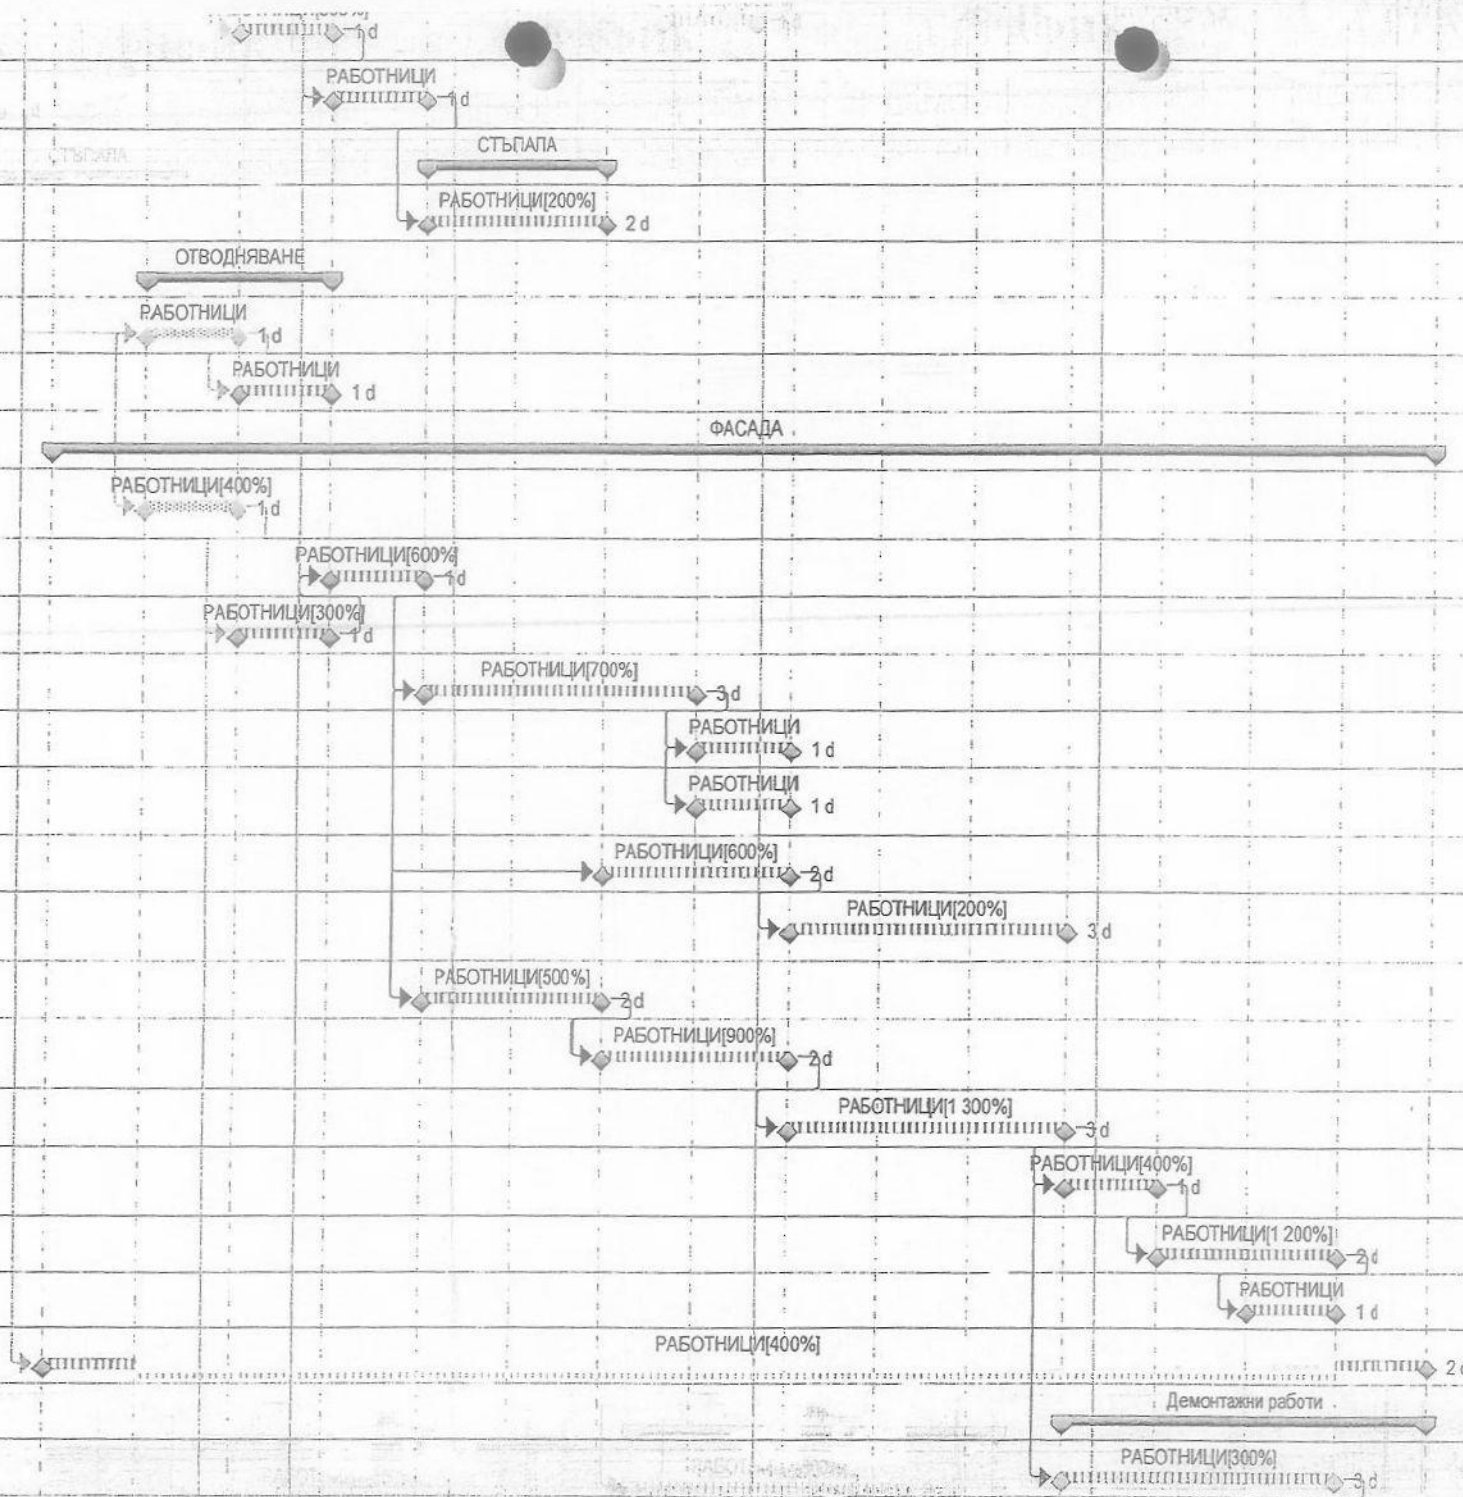 1 d
РАБОТНИЦИ
1 d
СТЪПАЛА
СТЪПАЛА
РАБОТНИЦИ[200%]
2 d
ОТВОДНЯВАНЕ
РАБОТНИЦИ
1 d
РАБОТНИЦИ
1 d
ФАСАДА
РАБОТНИЦИ[400%]
1 d
РАБОТНИЦИ[600%]
1 d
РАБОТНИЦИ[300%]
1 d
РАБОТНИЦИ[700%]
3 d
РАБОТНИЦИ
1 d
РАБОТНИЦИ
1 d
РАБОТНИЦИ[600%]
2 d
РАБОТНИЦИ[200%]
3 d
РАБОТНИЦИ[500%]
2 d
РАБОТНИЦИ[900%]
2 d
РАБОТНИЦИ[1 300%]
3 d
РАБОТНИЦИ[400%]
1 d
РАБОТНИЦИ[1 200%]
2 d
РАБОТНИЦИ
1 d
РАБОТНИЦИ[400%]
2 d
Демонтажни работи
РАБОТНИЦИ[300%]
3 d